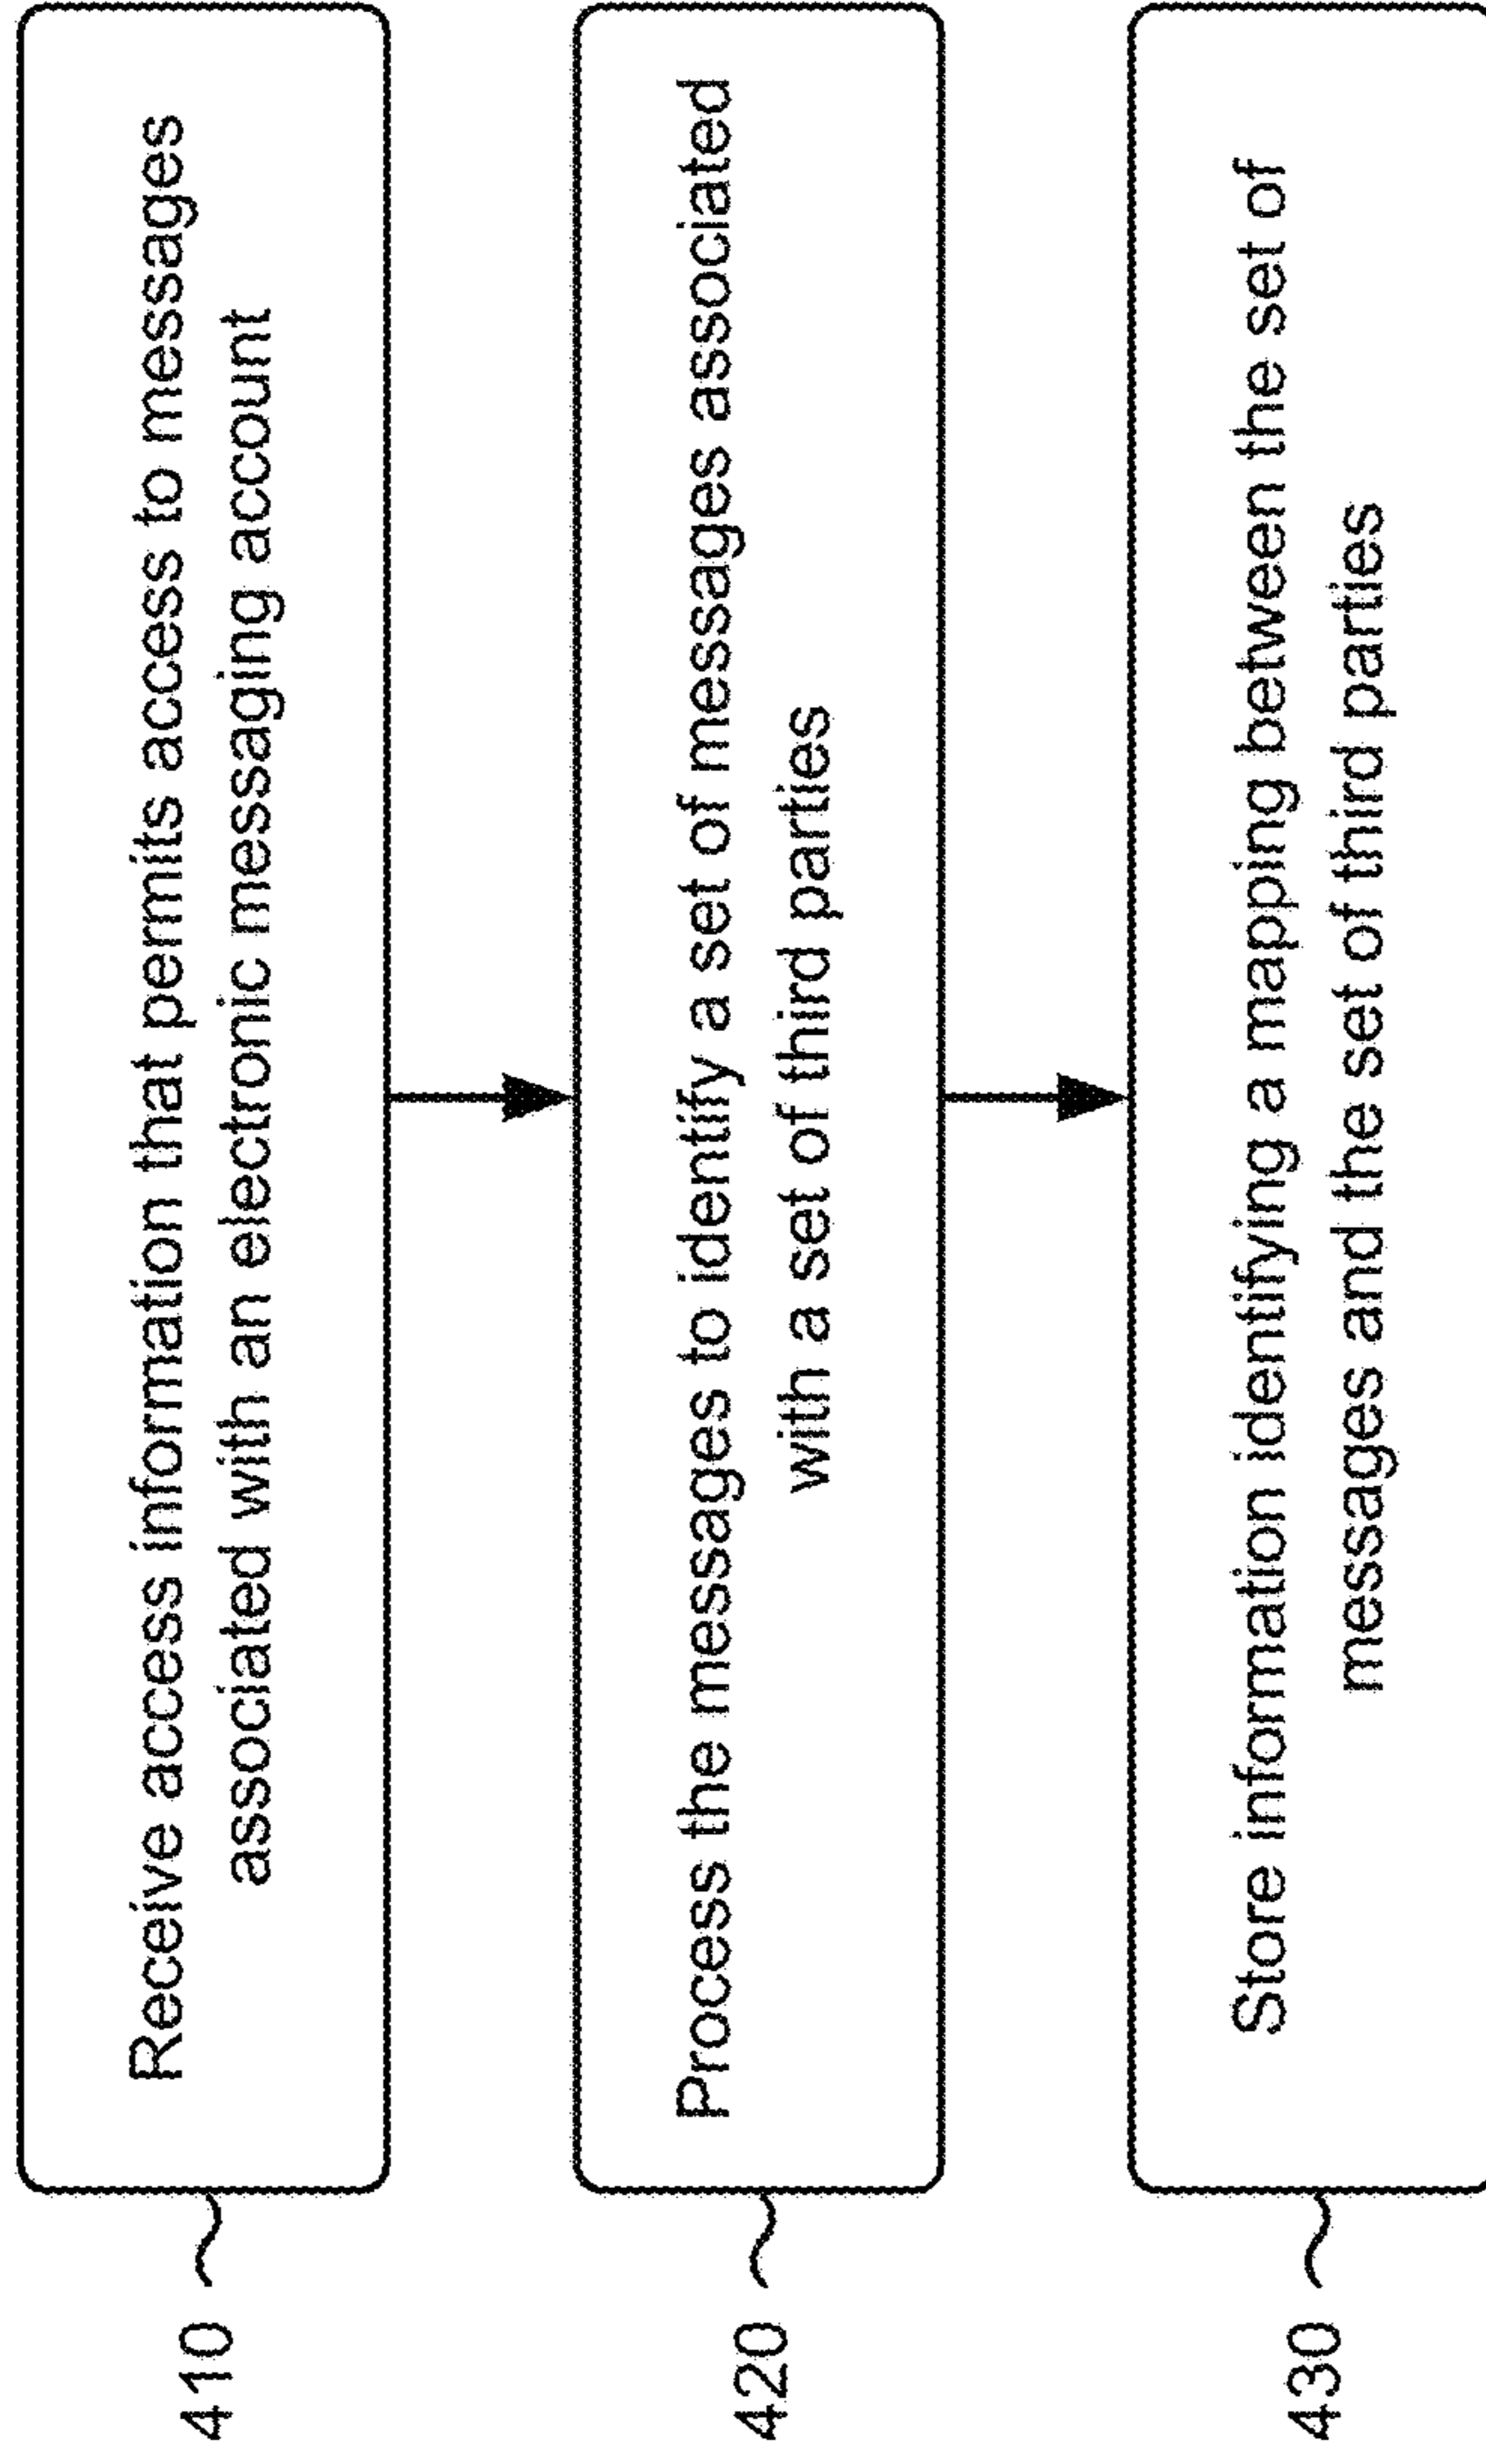 410
Receive access information that permits access to messages
associated with an electronic messaging account
420
Process the messages to identify a set of messages associated
with a set of third parties
430
Store information identifying a mapping between the set of
messages and the set of third parties